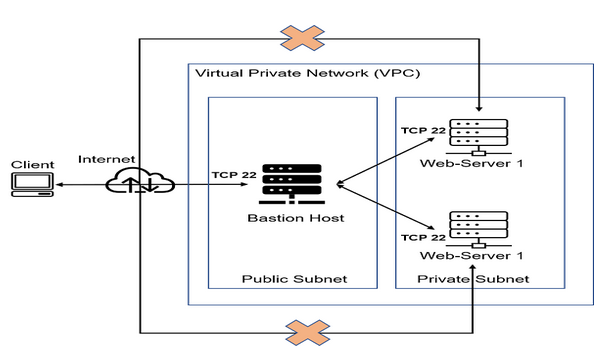 Virtual Private Network (VPC)
TCP 22
Web-Server 1
Client
Internet
TCP 22
Bastion Host
TCP 22
Web-Server 1
Public Subnet
Private Subnet